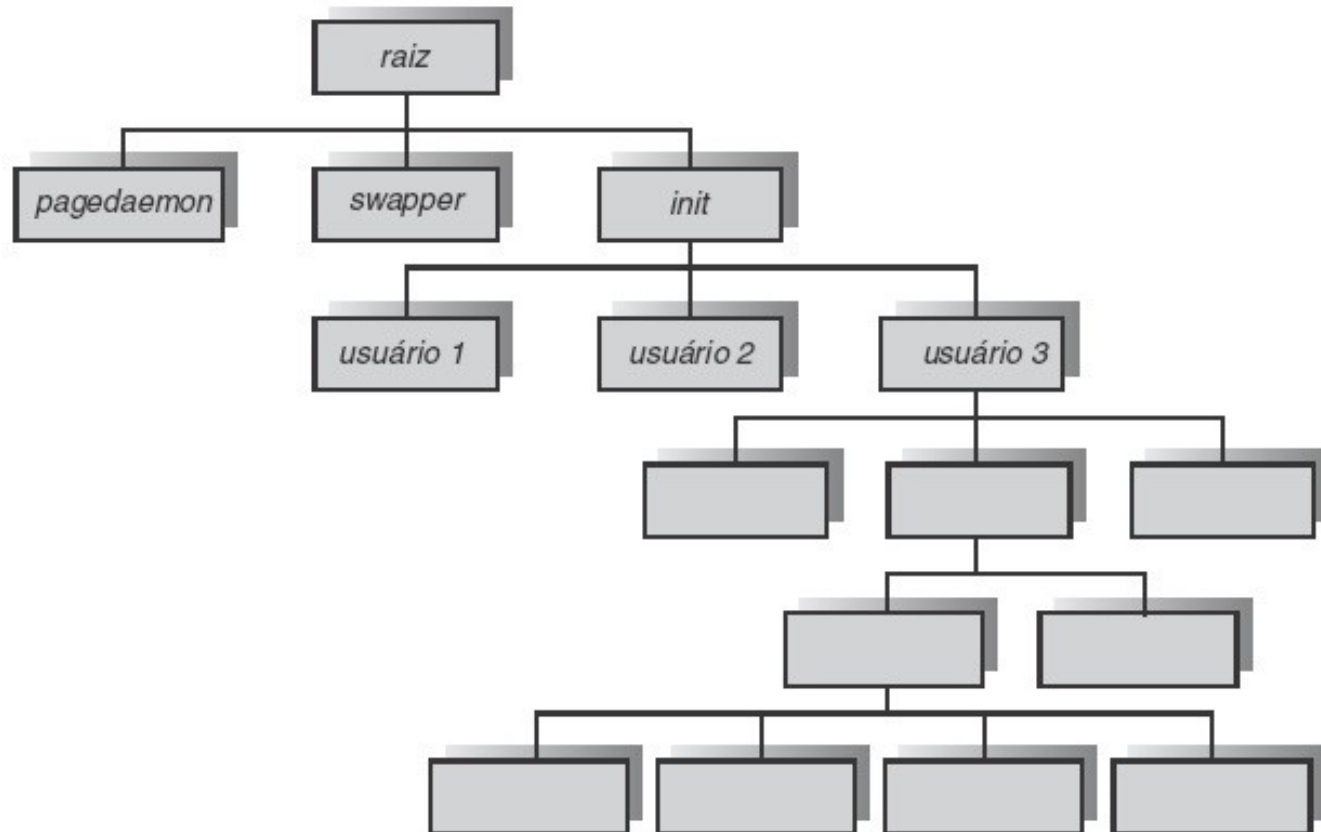 raiz
pagedaemon
swapper
init
usuário 1
usuário 2
usuário 3